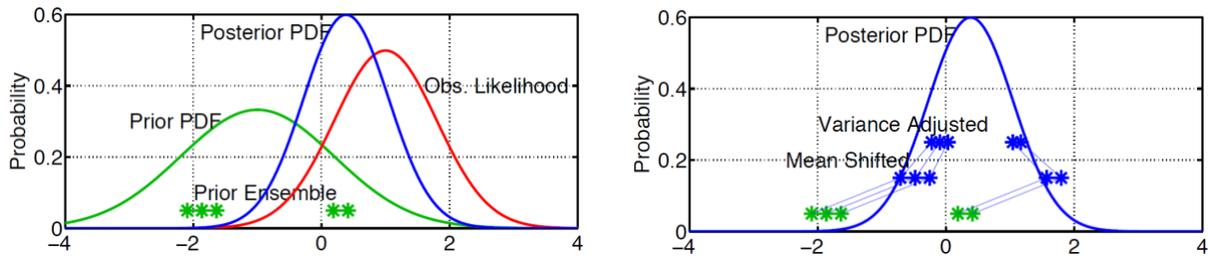 0.6
Posterior PDF
0.4
Obs. Likelihood
Prior PDF
0.2
Prior Ensemble
0
−4 −2 0 2 4
Probability
0.6
Posterior PDF
0.4
Variance Adjusted
0.2
Mean Shifted
0
−4 −2 0 2 4
Probability